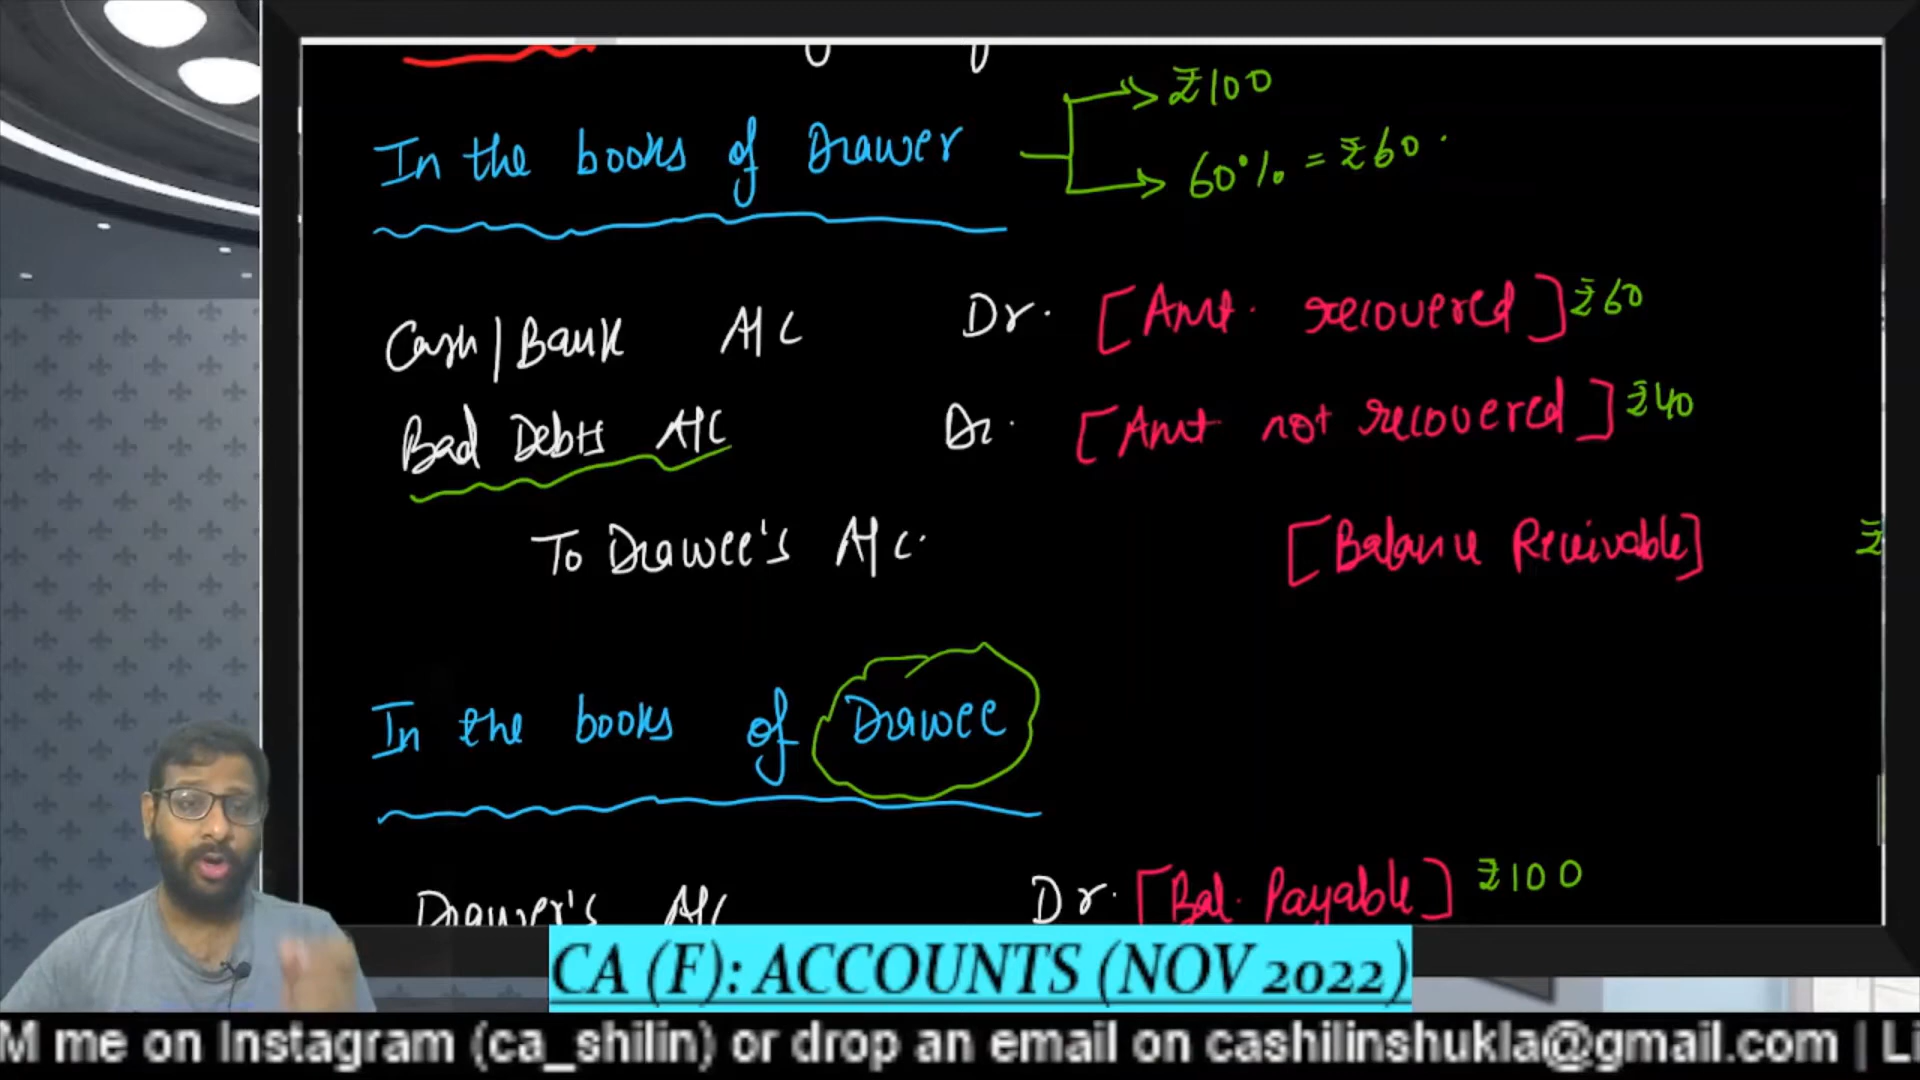 In the books of Drawer
₹100
60% = ₹60.
Cash/Bank A/c Dr. [Amt. recovered] ₹60
Bad Debts A/c Dr. [Amt not recovered] ₹40
To Drawee's A/c. [Balance Receivable] ₹
In the books of Drawee
Drawer's A/c Dr. [Bal. Payable] ₹100
CA (F): ACCOUNTS (NOV 2022)
M me on Instagram (ca_shilin) or drop an email on cashilinshukla@gmail.com | Li